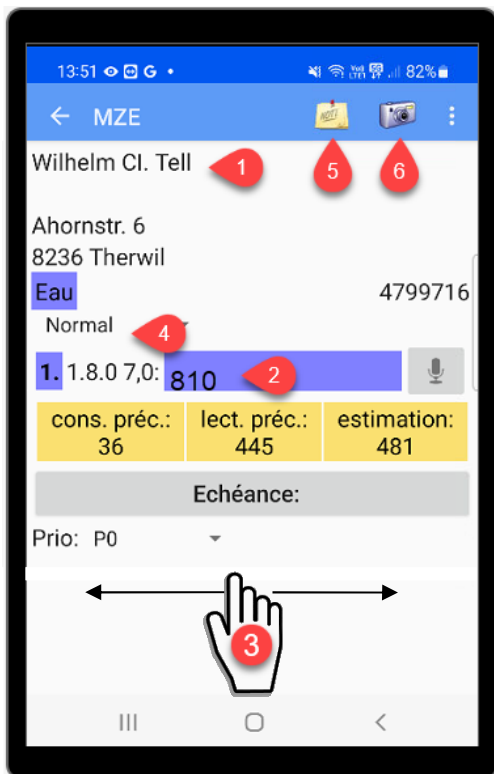 13:51 G • 82%
MZE NOTE
Wilhelm Cl. Tell 1 5 6
Ahornstr. 6
8236 Therwil
Eau 4799716
Normal 4
1. 1.8.0 7,0: 810 2
cons. préc.: lect. préc.: estimation:
36 445 481
Echéance:
Prio: P0
3